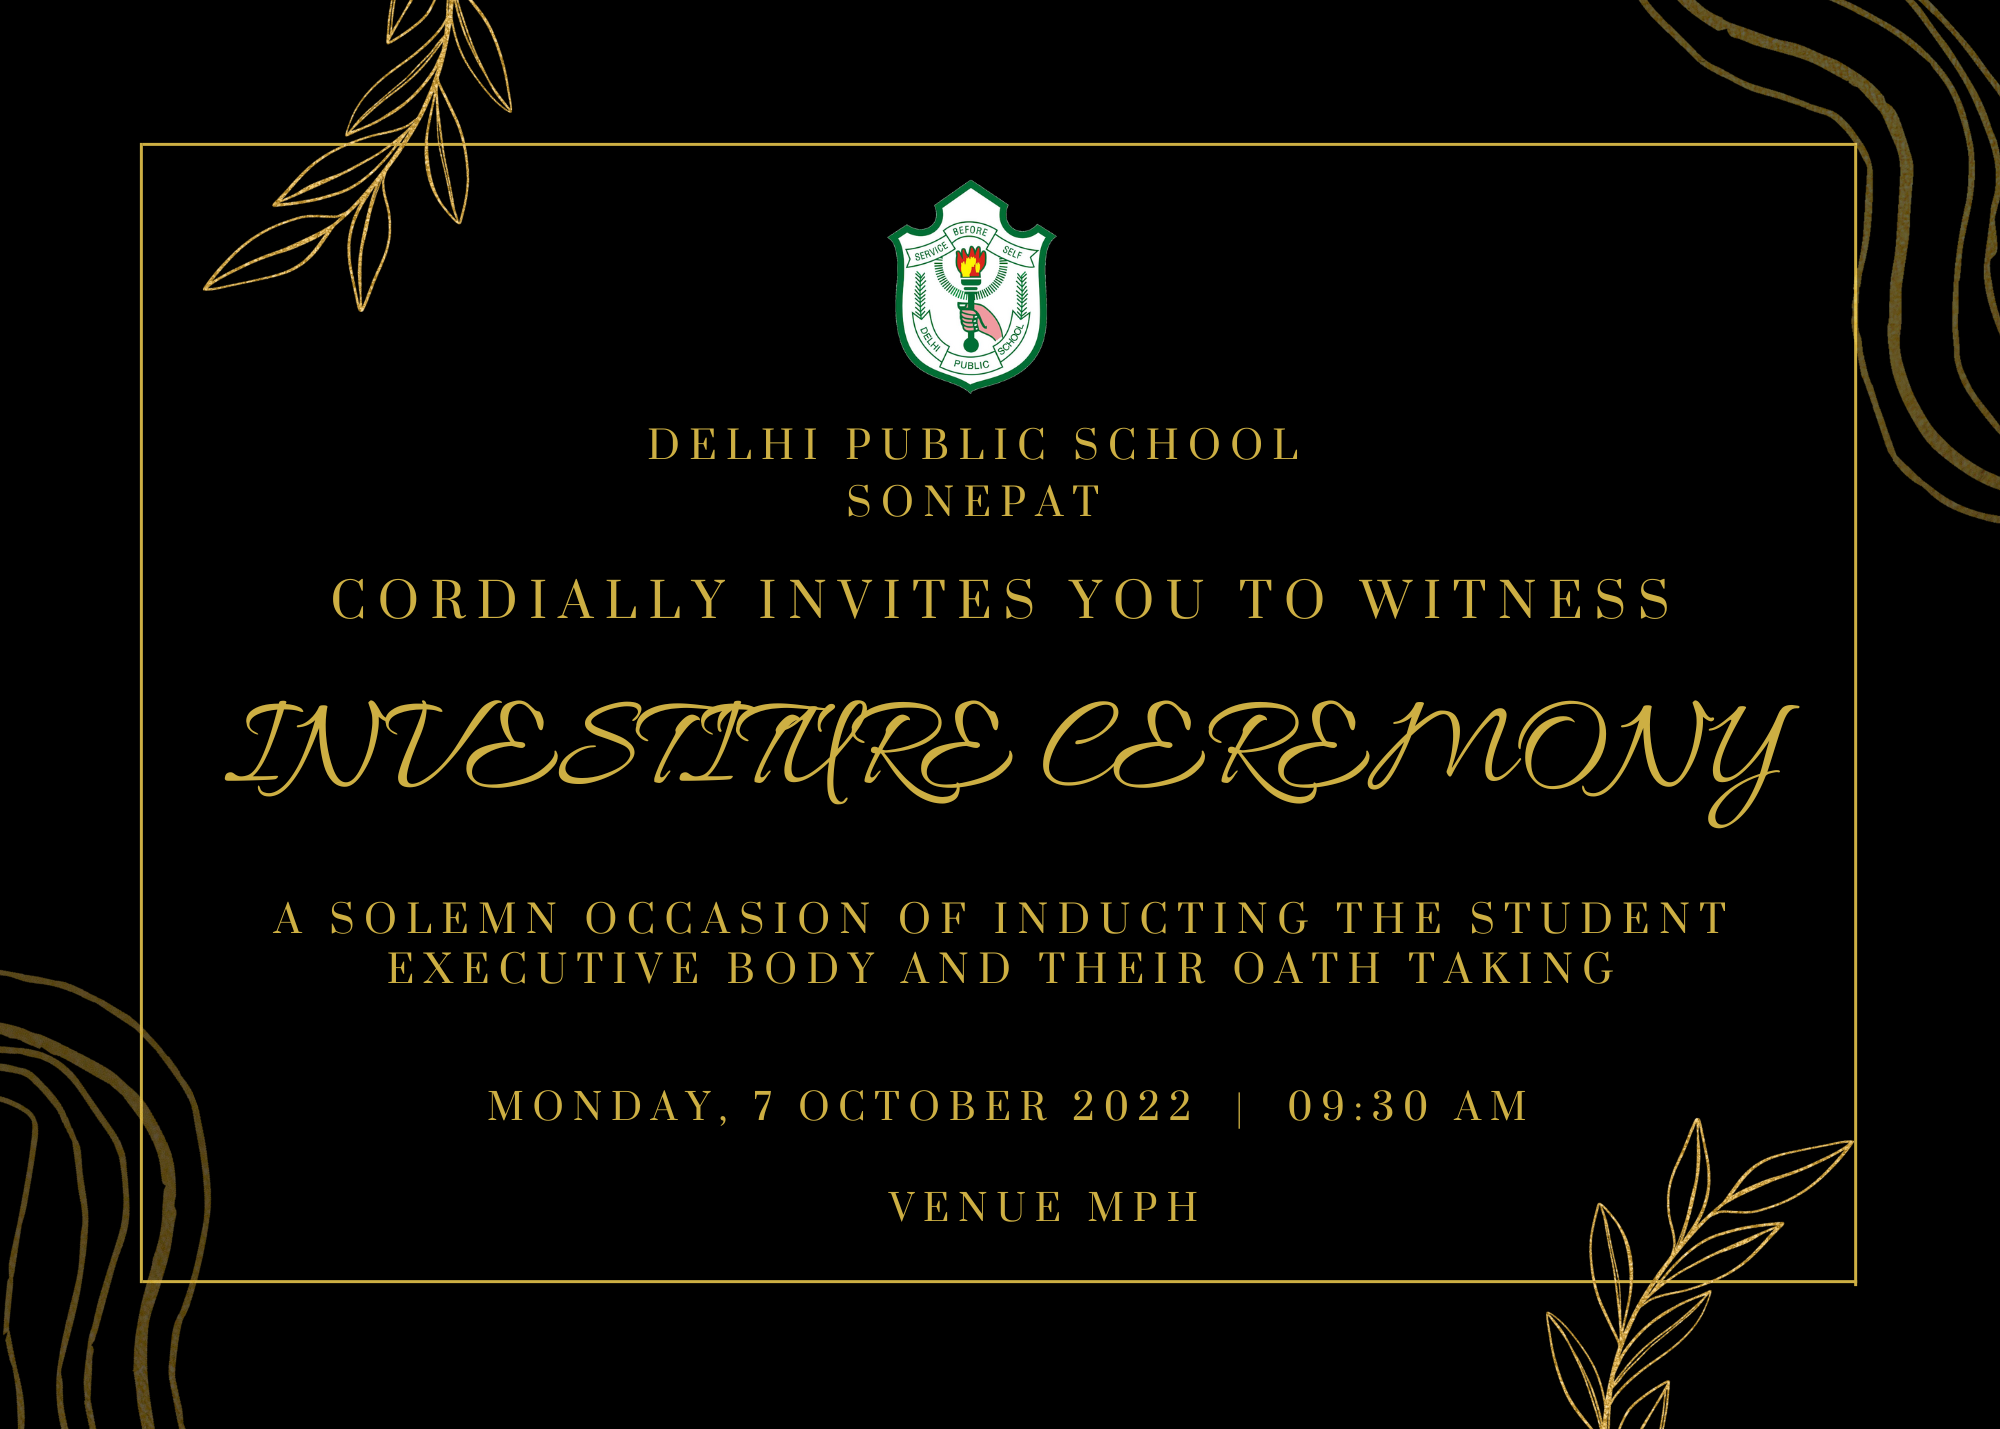 SERVICE BEFORE SELF
DELHI PUBLIC SCHOOL
DELHI PUBLIC SCHOOL
SONEPAT
CORDIALLY INVITES YOU TO WITNESS
INVESTITURE CEREMONY
A SOLEMN OCCASION OF INDUCTING THE STUDENT
EXECUTIVE BODY AND THEIR OATH TAKING
MONDAY, 7 OCTOBER 2022 | 09:30 AM
VENUE MPH